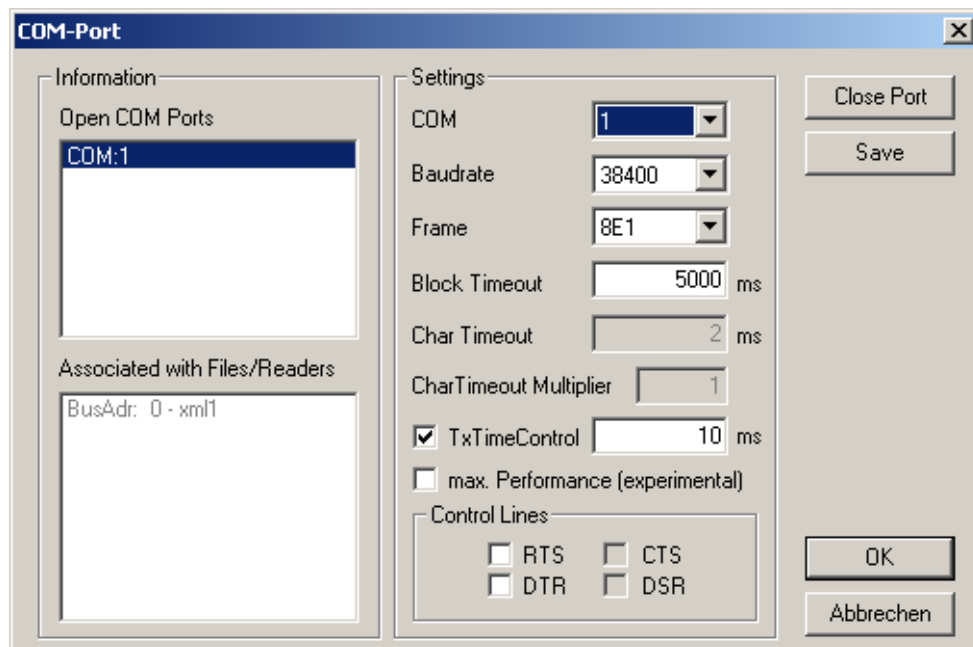 COM-Port
Information
Open COM Ports
COM:1
Associated with Files/Readers
BusAdr:  0 - xml1
Settings
COM 1
Baudrate 38400
Frame 8E1
Block Timeout 5000 ms
Char Timeout 2 ms
CharTimeout Multiplier 1
TxTimeControl 10 ms
max. Performance (experimental)
Control Lines
RTS CTS
DTR DSR
Close Port
Save
OK
Abbrechen